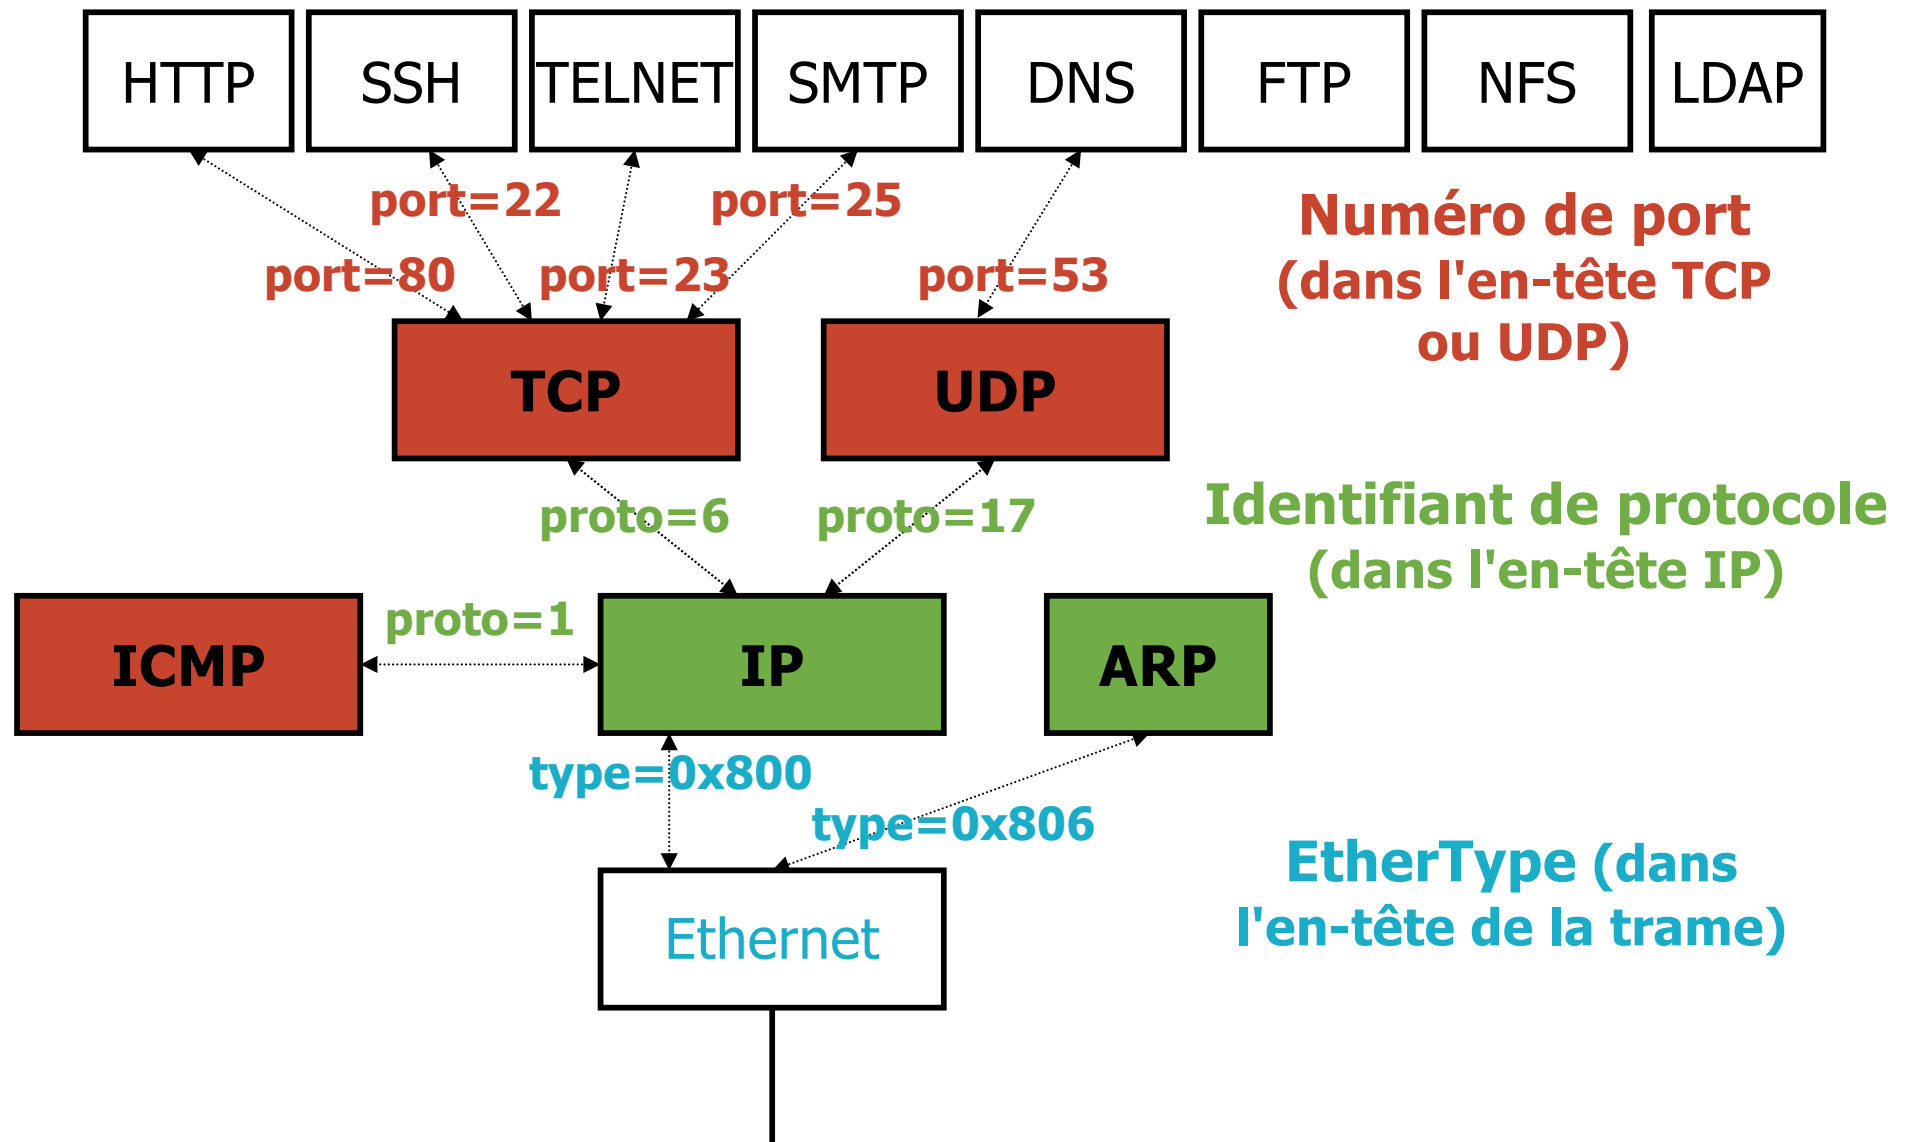 HTTP
SSH
TELNET
SMTP
DNS
FTP
NFS
LDAP
port=22
port=25
port=80
port=23
port=53
Numéro de port
(dans l'en-tête TCP
ou UDP)
TCP
UDP
proto=6
proto=17
Identifiant de protocole
(dans l'en-tête IP)
ICMP
proto=1
IP
ARP
type=0x800
type=0x806
Ethernet
EtherType (dans
l'en-tête de la trame)